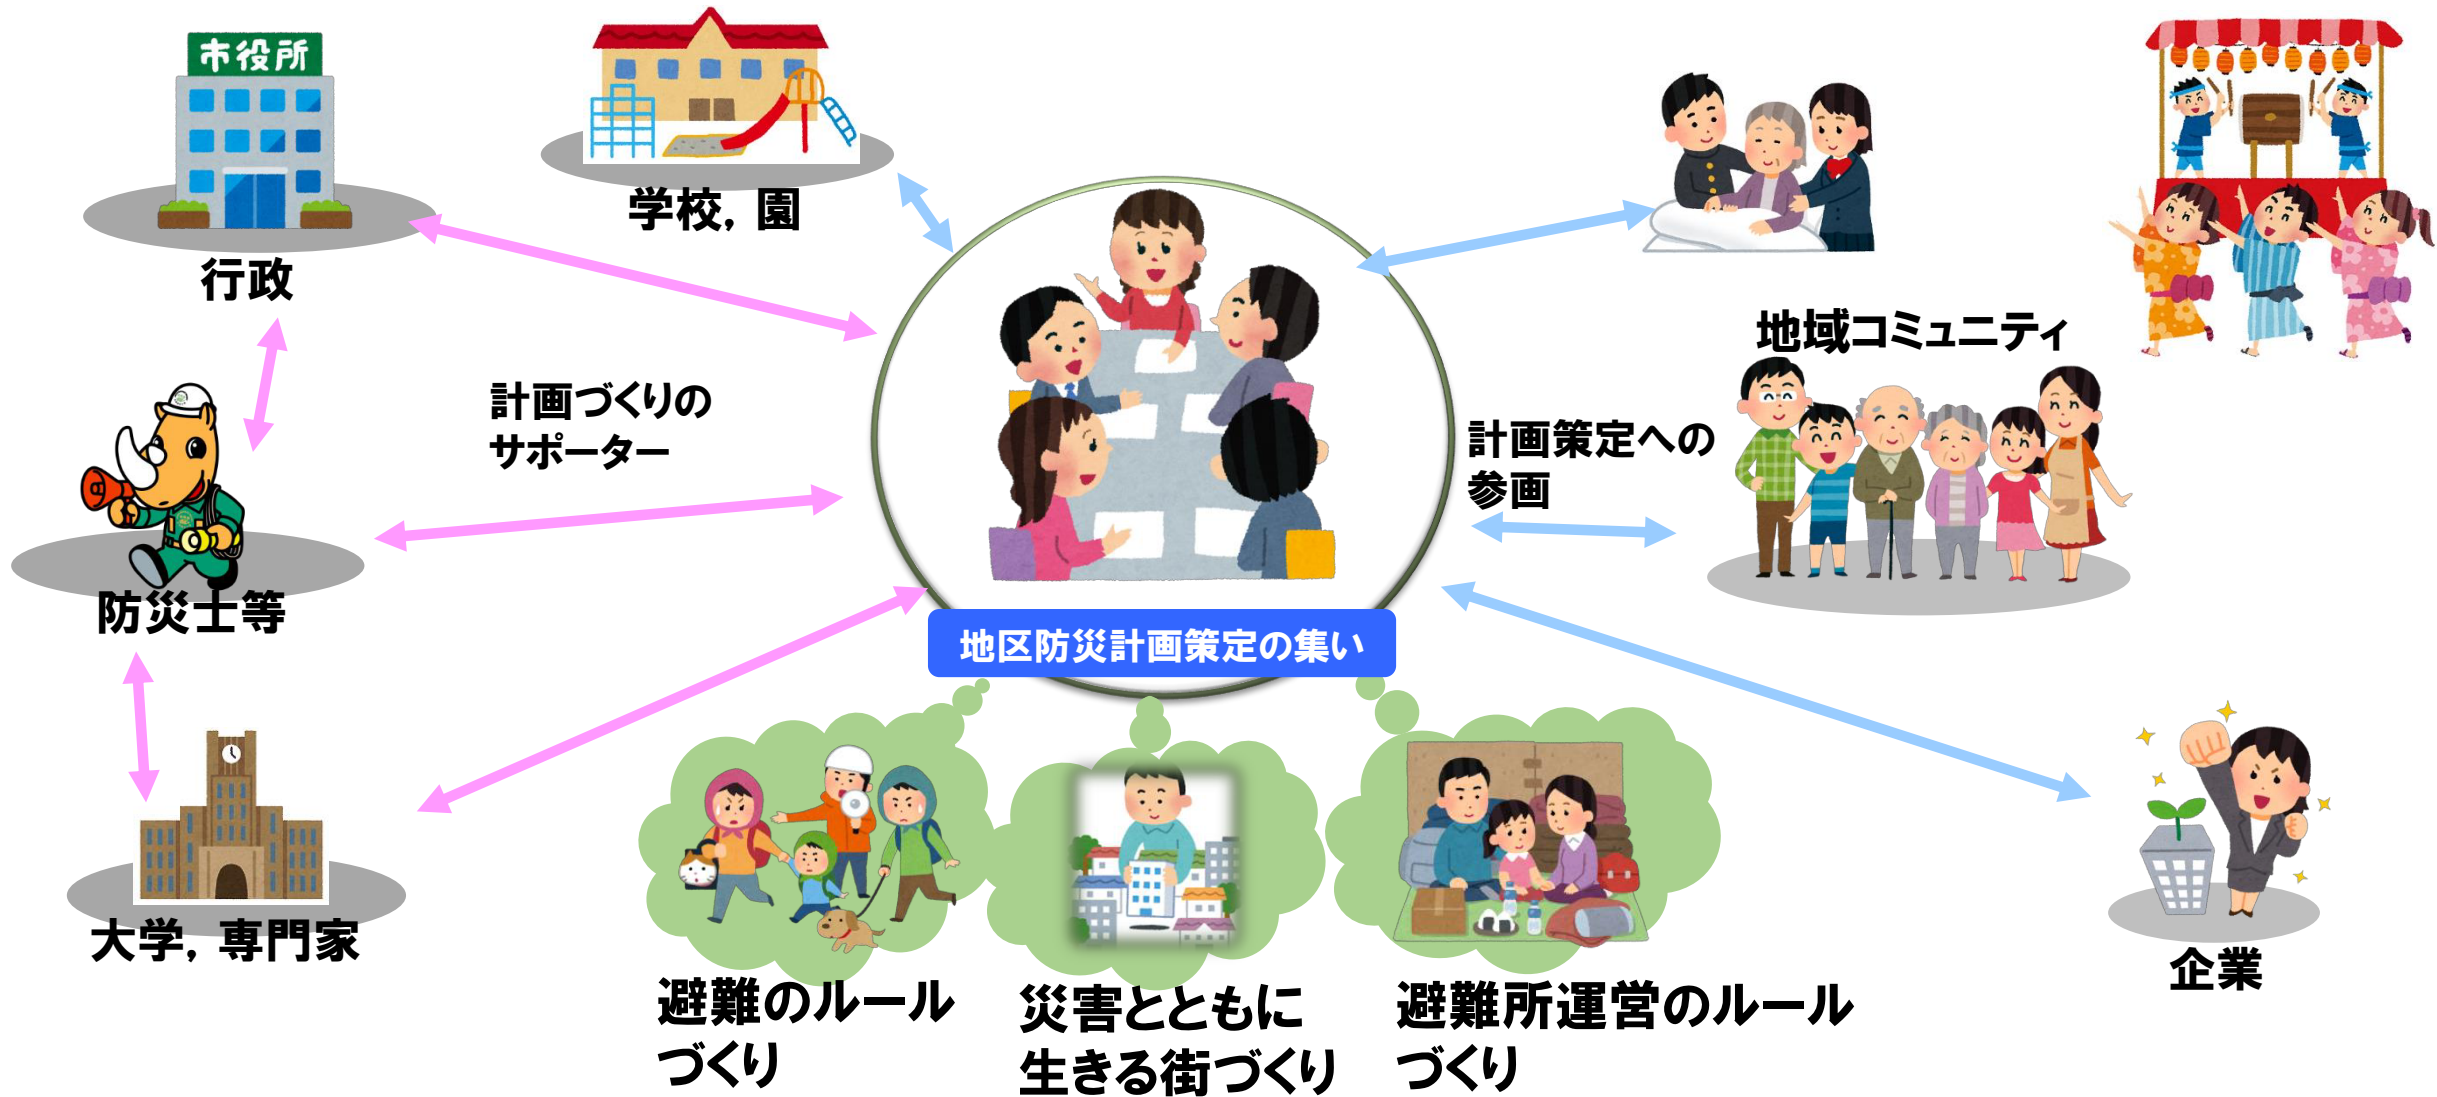 市役所
行政
学校，園
地域コミュニティ
計画づくりの
サポーター
計画策定への
参画
防災士等
地区防災計画策定の集い
大学，専門家
企業
避難のルール
づくり
災害とともに
生きる街づくり
避難所運営のルール
づくり